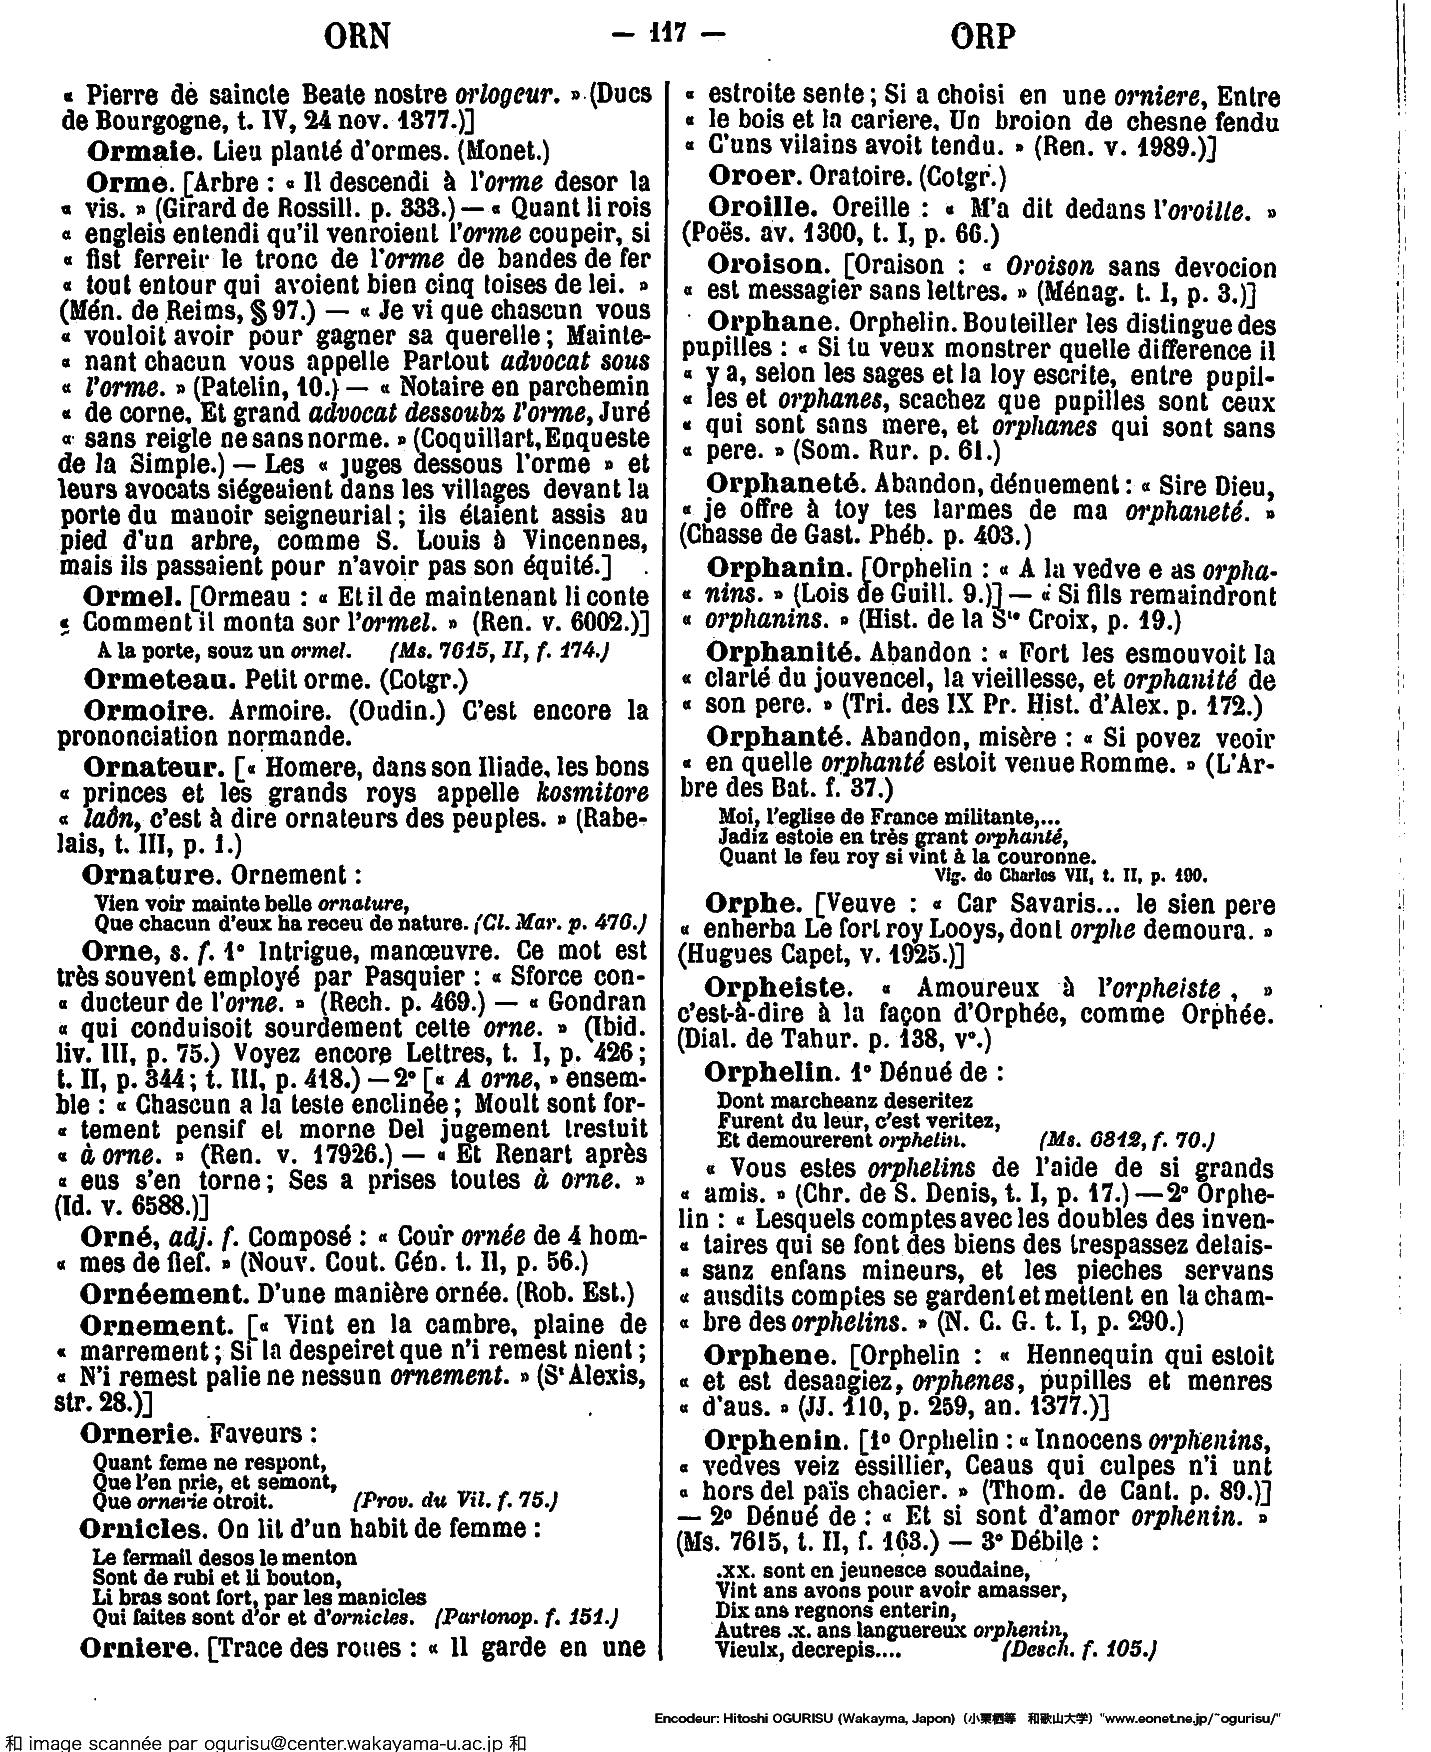 ORN
— 117 —
ORP
« Pierre de saincte Beate nostre orlogeur. » (Ducs
de Bourgogne, t. IV, 24 nov. 1377.)]
Ormaie. Lieu planté d'ormes. (Monet.)
Orme. [Arbre : « Il descendi à l'orme desor la
« vis. » (Girard de Rossill. p. 333.) — « Quant li rois
« engleis entendi qu'il venroient l'orme coupeir, si
« fist ferreir le tronc de l'orme de bandes de fer
« tout entour qui avoient bien cinq toises de lei. »
(Mén. de Reims, § 97.) — « Je vi que chascun vous
« vouloit avoir pour gagner sa querelle ; Mainte-
« nant chacun vous appelle Partout advocat sous
« l'orme. » (Patelin, 10.) — « Notaire en parchemin
« de corne, Et grand advocat dessoubz l'orme, Juré
« sans reigle ne sans norme. » (Coquillart, Enqueste
de la Simple.) — Les « juges dessous l'orme » et
leurs avocats siégeaient dans les villages devant la
porte du manoir seigneurial ; ils étaient assis au
pied d'un arbre, comme S. Louis à Vincennes,
mais ils passaient pour n'avoir pas son équité.]
Ormel. [Ormeau : « Et il de maintenant li conte
« Comment il monta sor l'ormel. » (Ren. v. 6002.)]
A la porte, souz un ormel. (Ms. 7615, II, f. 174.)
Ormeteau. Petit orme. (Cotgr.)
Ormoire. Armoire. (Oudin.) C'est encore la
prononciation normande.
Ornateur. [« Homere, dans son Iliade, les bons
« princes et les grands roys appelle kosmitore
« laôn, c'est à dire ornateurs des peuples. » (Rabe-
lais, t. III, p. 1.)
Ornature. Ornement :
Vien voir mainte belle ornature,
Que chacun d'eux ha receu de nature. (Cl. Mar. p. 470.)
Orne, s. f. 1° Intrigue, manœuvre. Ce mot est
très souvent employé par Pasquier : « Sforce con-
« ducteur de l'orne. » (Rech. p. 469.) — « Gondran
« qui conduisoit sourdement cette orne. » (Ibid.
liv. III, p. 75.) Voyez encore Lettres, t. I, p. 426 ;
t. II, p. 344 ; t. III, p. 418.) — 2° [« A orne, » ensem-
ble : « Chascun a la teste enclinée ; Moult sont for-
« tement pensif et morne Del jugement trestuit
« à orne. » (Ren. v. 17926.) — « Et Renart après
« eus s'en torne ; Ses a prises toutes à orne. »
(Id. v. 6588.)]
Orné, adj. f. Composé : « Cour ornée de 4 hom-
« mes de fief. » (Nouv. Cout. Gén. t. II, p. 56.)
Ornéement. D'une manière ornée. (Rob. Est.)
Ornement. [« Vint en la cambre, plaine de
« marrement ; Si la despeiret que n'i remest nient ;
« N'i remest palie ne nessun ornement. » (St Alexis,
str. 28.)]
Ornerie. Faveurs :
Quant feme ne respont,
Que l'en prie, et semont,
Que ornerie otroit. (Prov. du Vil. f. 75.)
Ornicles. On lit d'un habit de femme :
Le fermail desos le menton
Sont de rubi et li bouton,
Li bras sont fort, par les manicles
Qui faites sont d'or et d'ornicles. (Partonop. f. 151.)
Orniere. [Trace des roues : « Il garde en une
« estroite sente ; Si a choisi en une orniere, Entre
« le bois et la cariere, Un broion de chesne fendu
« C'uns vilains avoit tendu. » (Ren. v. 1989.)]
Oroer. Oratoire. (Cotgr.)
Oroille. Oreille : « M'a dit dedans l'oroille. »
(Poës. av. 1300, t. I, p. 66.)
Oroison. [Oraison : « Oroison sans devocion
« est messagier sans lettres. » (Ménag. t. I, p. 3.)]
Orphane. Orphelin. Bouteiller les distingue des
pupilles : « Si tu veux monstrer quelle difference il
« y a, selon les sages et la loy escrite, entre pupil-
« les et orphanes, scachez que pupilles sont ceux
« qui sont sans mere, et orphanes qui sont sans
« pere. » (Som. Rur. p. 61.)
Orphaneté. Abandon, dénuement : « Sire Dieu,
« je offre à toy tes larmes de ma orphaneté. »
(Chasse de Gast. Phéb. p. 403.)
Orphanin. [Orphelin : « A la vedve e as orpha-
« nins. » (Lois de Guill. 9.)] — « Si fils remaindront
« orphanins. » (Hist. de la Ste Croix, p. 19.)
Orphanité. Abandon : « Fort les esmouvoit la
« clarté du jouvencel, la vieillesse, et orphanité de
« son pere. » (Tri. des IX Pr. Hist. d'Alex. p. 172.)
Orphanté. Abandon, misère : « Si povez veoir
« en quelle orphanté estoit venue Romme. » (L'Ar-
bre des Bat. f. 37.)
Moi, l'eglise de France militante,...
Jadiz estoie en très grant orphanté,
Quant le feu roy si vint à la couronne.
Vig. de Charles VII, t. II, p. 190.
Orphe. [Veuve : « Car Savaris... le sien pere
« enherba Le fort roy Looys, dont orphe demoura. »
(Hugues Capet, v. 1925.)]
Orpheiste. « Amoureux à l'orpheiste, »
c'est-à-dire à la façon d'Orphée, comme Orphée.
(Dial. de Tahur. p. 138, v°.)
Orphelin. 1° Dénué de :
Dont marcheanz deseritez
Furent du leur, c'est veritez,
Et demourerent orphelin. (Ms. 6812, f. 70.)
« Vous estes orphelins de l'aide de si grands
« amis. » (Chr. de S. Denis, t. I, p. 17.) — 2° Orphe-
lin : « Lesquels comptes avec les doubles des inven-
« taires qui se font des biens des trespassez delais-
« sanz enfans mineurs, et les pieches servans
« ausdits comptes se gardent et mettent en la cham-
« bre des orphelins. » (N. C. G. t. I, p. 290.)
Orphene. [Orphelin : « Hennequin qui estoit
« et est desaagiez, orphenes, pupilles et menres
« d'aus. » (JJ. 110, p. 259, an. 1377.)]
Orphenin. [1° Orphelin : « Innocens orphenins,
« vedves veiz essillier, Ceaus qui culpes n'i unt
« hors del païs chacier. » (Thom. de Cant. p. 89.)]
— 2° Dénué de : « Et si sont d'amor orphenin. »
(Ms. 7615, t. II, f. 163.) — 3° Débile :
.xx. sont en jeunesce soudaine,
Vint ans avons pour avoir amasser,
Dix ans regnons enterin,
Autres .x. ans languereux orphenin,
Vieulx, decrepis.... (Desch. f. 105.)
Encodeur: Hitoshi OGURISU (Wakayma, Japon) (小栗栖等 和歌山大学) "www.eonet.ne.jp/~ogurisu/"
和 image scannée par ogurisu@center.wakayama-u.ac.jp 和